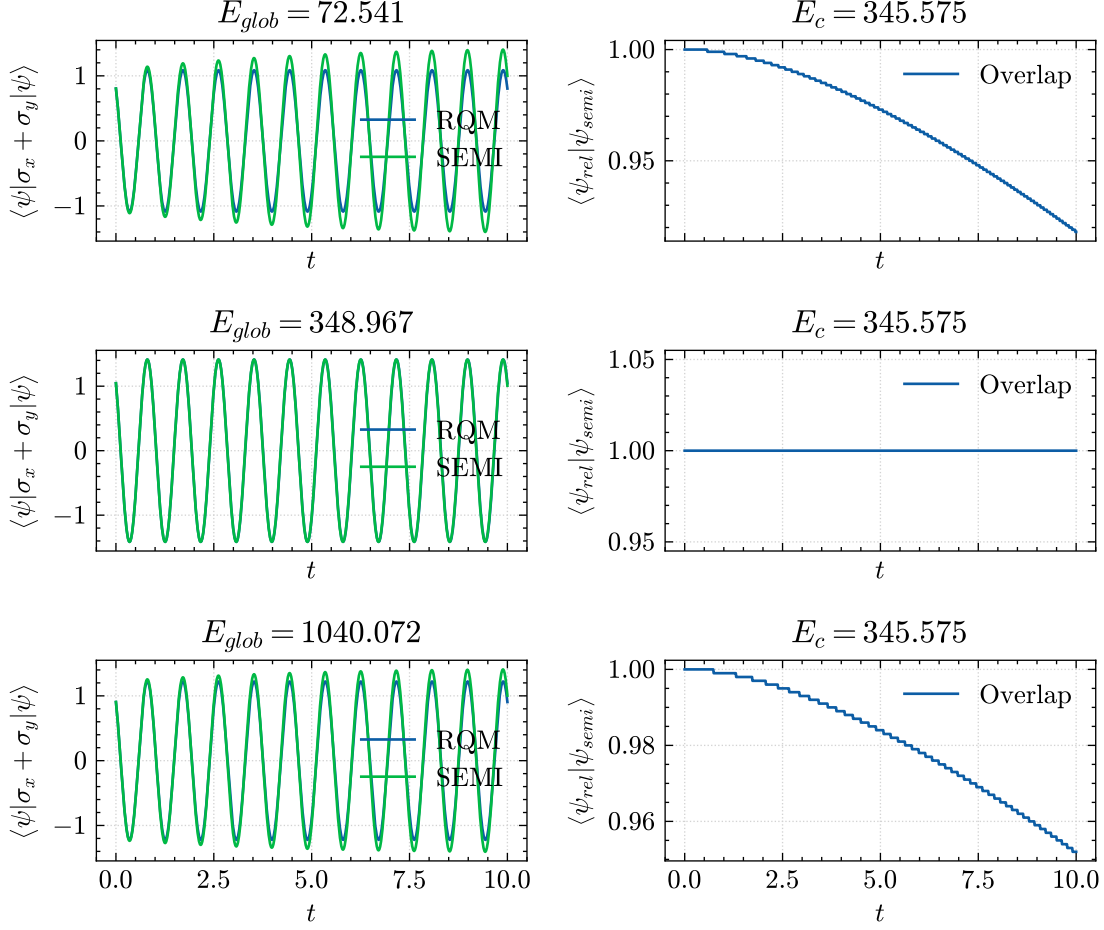 E_{glob} = 72.541
⟨ψ|σ_x + σ_y|ψ⟩
1
0
−1
RQM
SEMI
t
E_c = 345.575
⟨ψ_{rel}|ψ_{semi}⟩
1.00
0.95
Overlap
t
E_{glob} = 348.967
⟨ψ|σ_x + σ_y|ψ⟩
1
0
−1
RQM
SEMI
t
E_c = 345.575
⟨ψ_{rel}|ψ_{semi}⟩
1.05
1.00
0.95
Overlap
t
E_{glob} = 1040.072
⟨ψ|σ_x + σ_y|ψ⟩
1
0
−1
RQM
SEMI
0.0 2.5 5.0 7.5 10.0
t
E_c = 345.575
⟨ψ_{rel}|ψ_{semi}⟩
1.00
0.98
0.96
Overlap
0.0 2.5 5.0 7.5 10.0
t